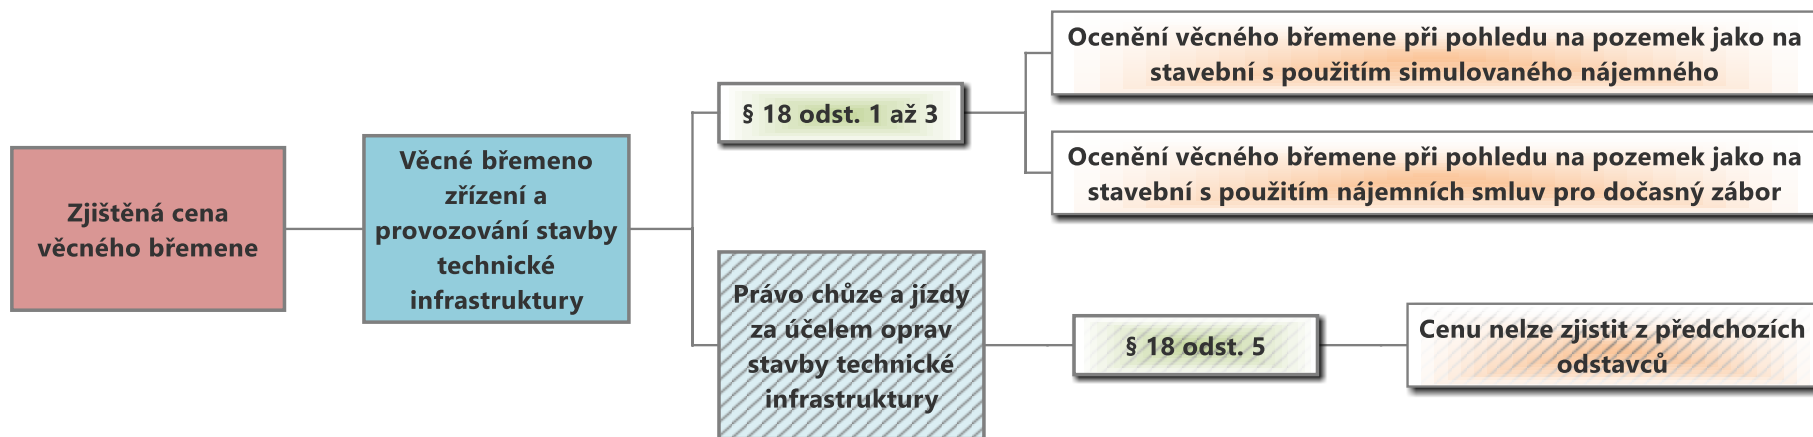 Zjištěná cena
věcného břemene
Věcné břemeno
zřízení a
provozování stavby
technické
infrastruktury
§ 18 odst. 1 až 3
Ocenění věcného břemene při pohledu na pozemek jako na
stavební s použitím simulovaného nájemného
Ocenění věcného břemene při pohledu na pozemek jako na
stavební s použitím nájemních smluv pro dočasný zábor
Právo chůze a jízdy
za účelem oprav
stavby technické
infrastruktury
§ 18 odst. 5
Cenu nelze zjistit z předchozích
odstavců